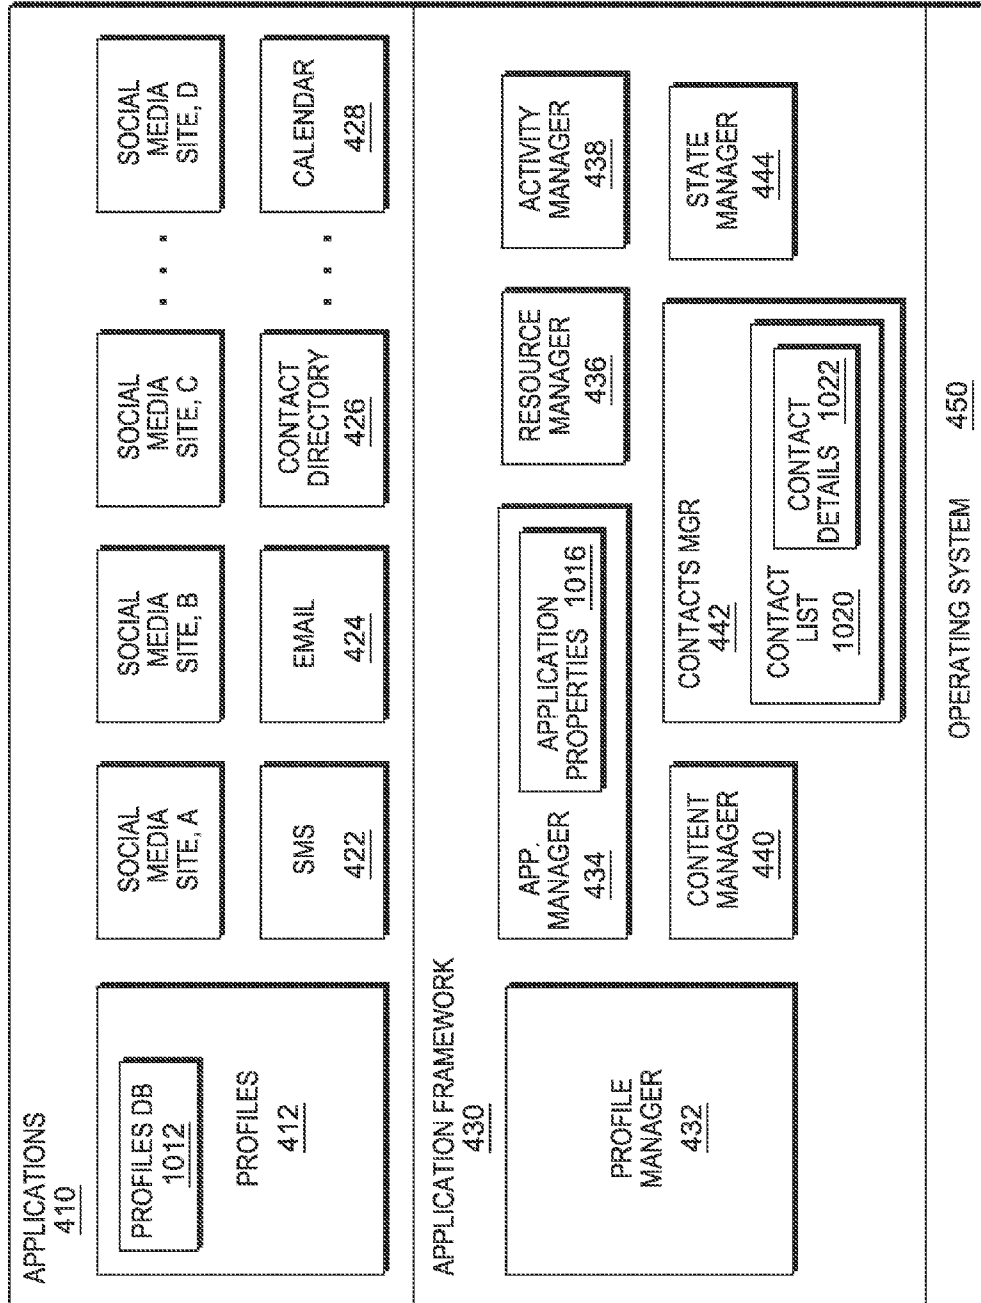 APPLICATIONS
410
PROFILES DB
1012
PROFILES
412
SOCIAL
MEDIA
SITE, A
SOCIAL
MEDIA
SITE, B
SOCIAL
MEDIA
SITE, C
. . .
SOCIAL
MEDIA
SITE, D
SMS
422
EMAIL
424
CONTACT
DIRECTORY
426
. . .
CALENDAR
428
APPLICATION FRAMEWORK
430
PROFILE
MANAGER
432
APP.
MANAGER
434
APPLICATION
PROPERTIES 1016
RESOURCE
MANAGER
436
ACTIVITY
MANAGER
438
CONTENT
MANAGER
440
CONTACTS MGR
442
CONTACT
LIST
1020
CONTACT
DETAILS 1022
STATE
MANAGER
444
OPERATING SYSTEM 450